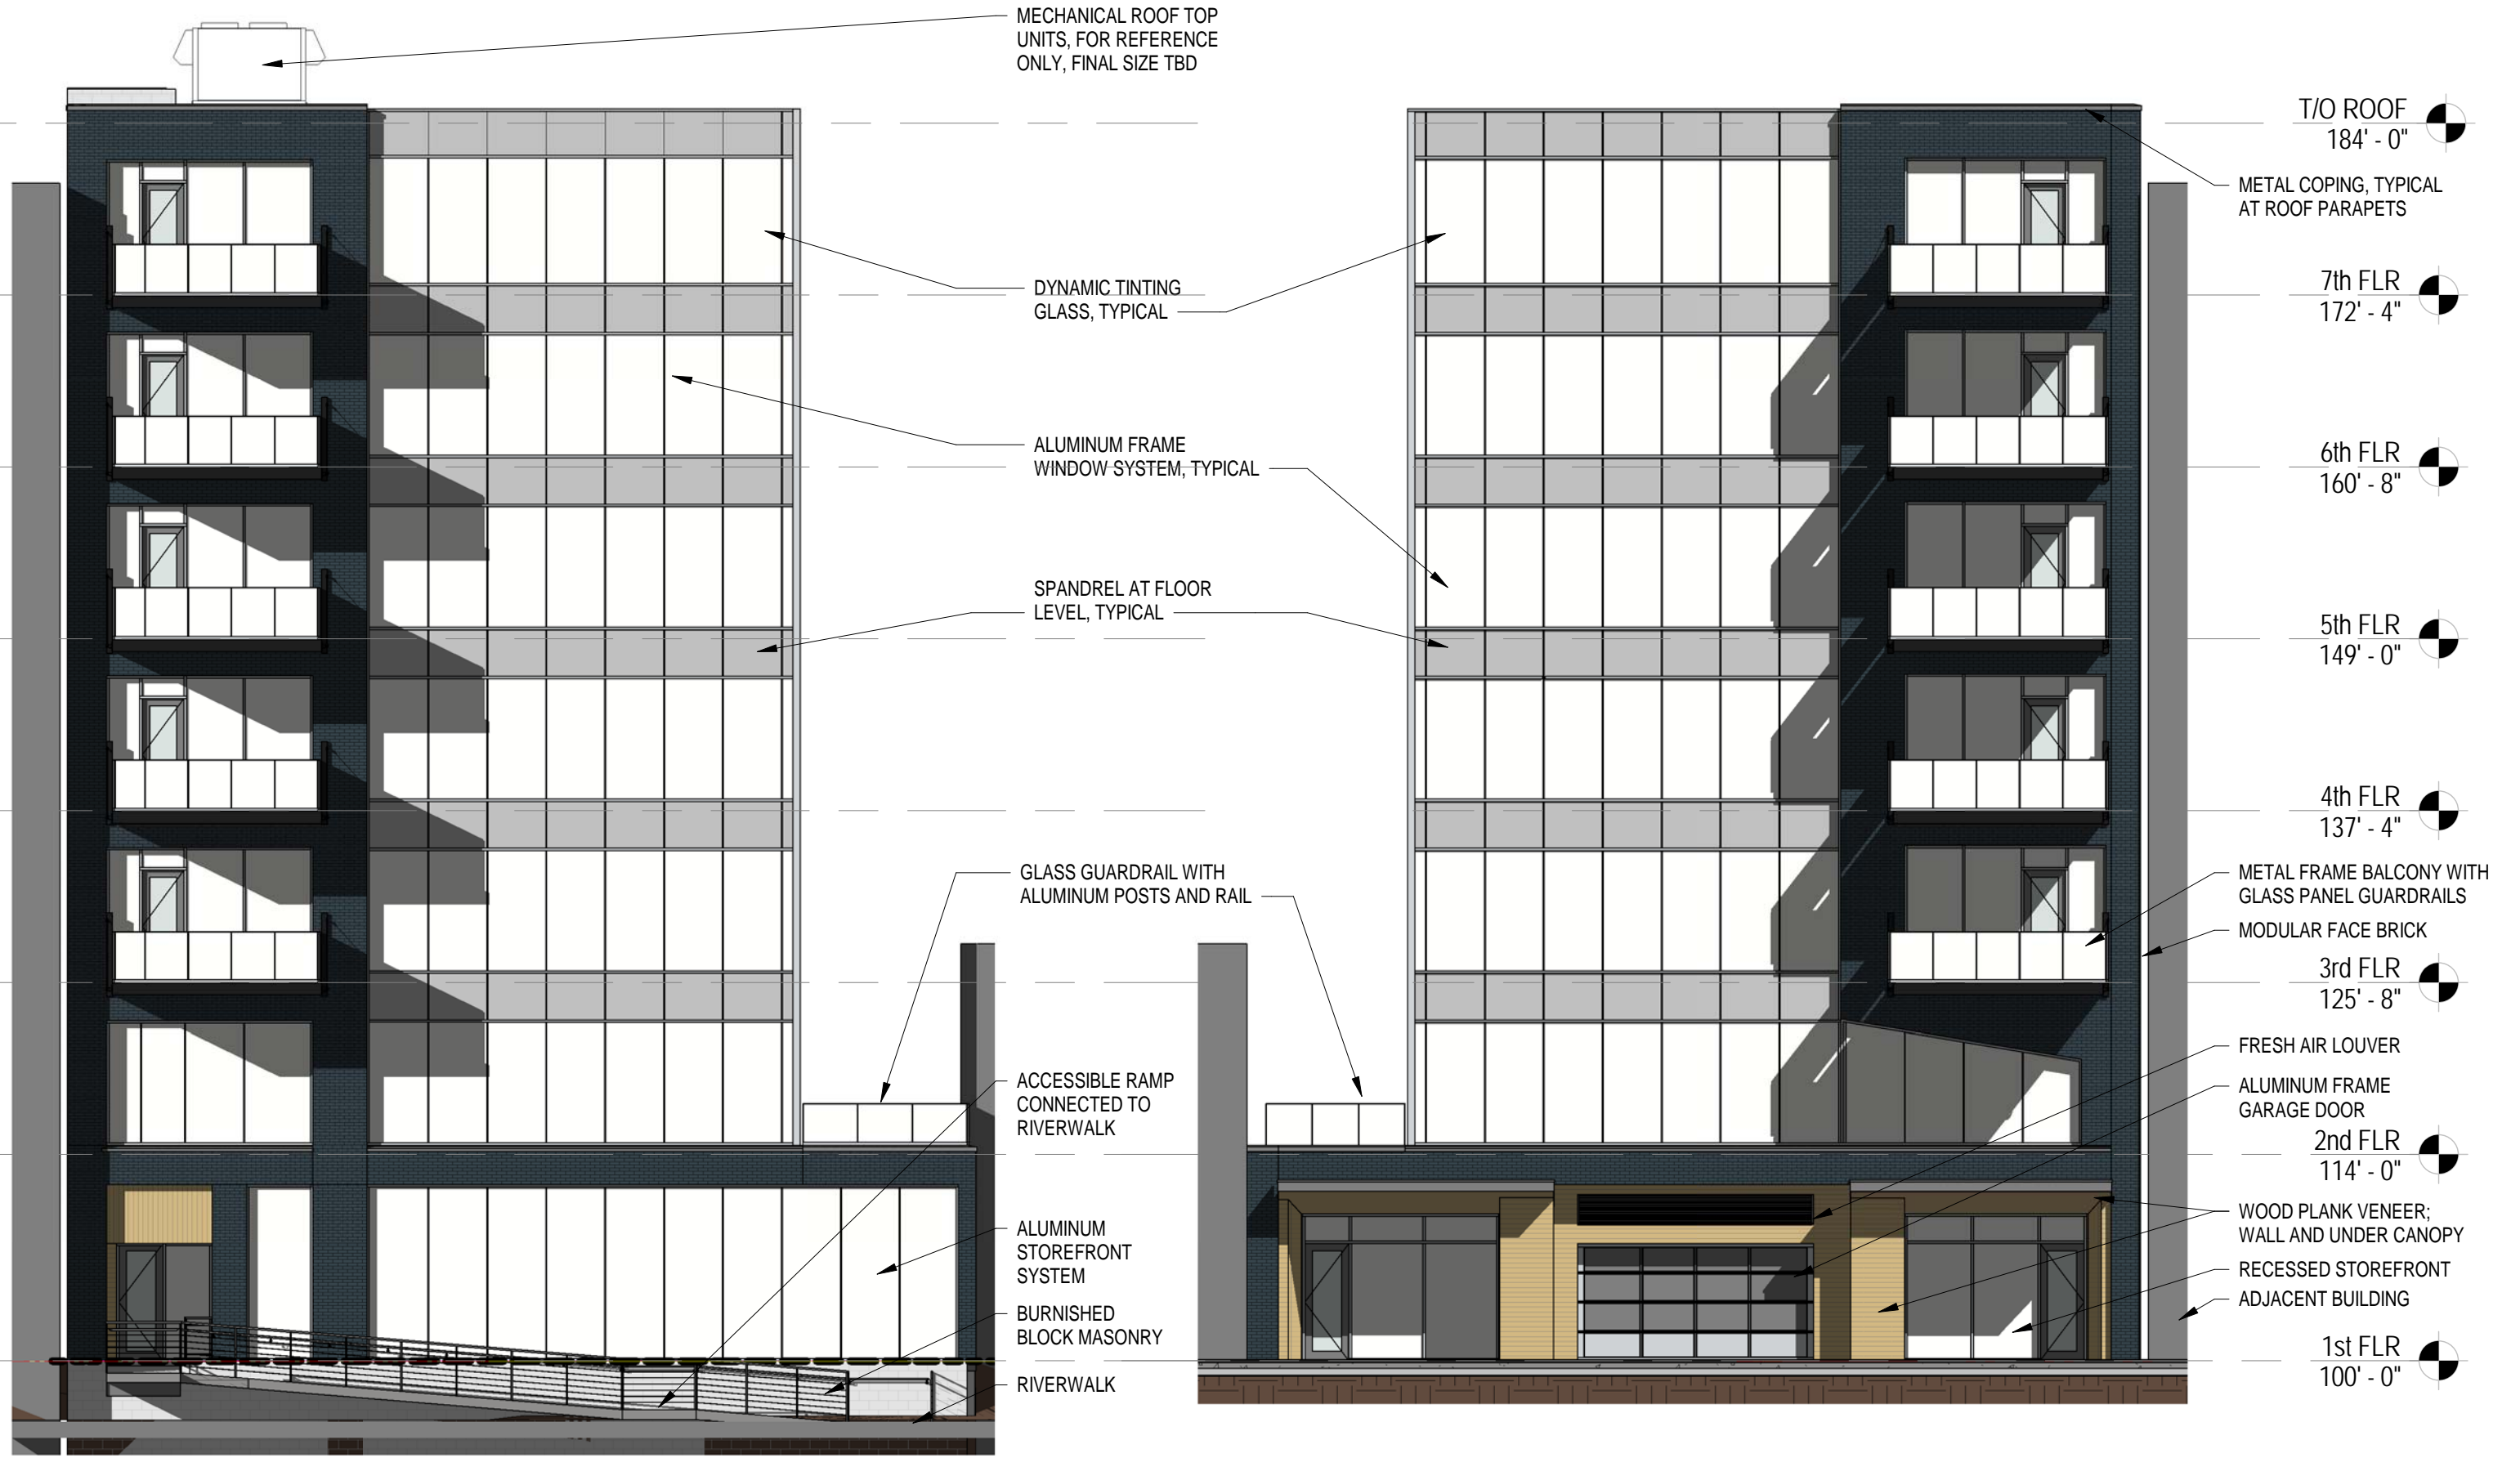 MECHANICAL ROOF TOP
UNITS, FOR REFERENCE
ONLY, FINAL SIZE TBD
T/O ROOF
184' - 0"
METAL COPING, TYPICAL
AT ROOF PARAPETS
DYNAMIC TINTING
GLASS, TYPICAL
7th FLR
172' - 4"
ALUMINUM FRAME
WINDOW SYSTEM, TYPICAL
6th FLR
160' - 8"
SPANDREL AT FLOOR
LEVEL, TYPICAL
5th FLR
149' - 0"
4th FLR
137' - 4"
GLASS GUARDRAIL WITH
ALUMINUM POSTS AND RAIL
METAL FRAME BALCONY WITH
GLASS PANEL GUARDRAILS
MODULAR FACE BRICK
3rd FLR
125' - 8"
FRESH AIR LOUVER
ACCESSIBLE RAMP
CONNECTED TO
RIVERWALK
ALUMINUM FRAME
GARAGE DOOR
2nd FLR
114' - 0"
ALUMINUM
STOREFRONT
SYSTEM
WOOD PLANK VENEER;
WALL AND UNDER CANOPY
RECESSED STOREFRONT
ADJACENT BUILDING
BURNISHED
BLOCK MASONRY
1st FLR
100' - 0"
RIVERWALK